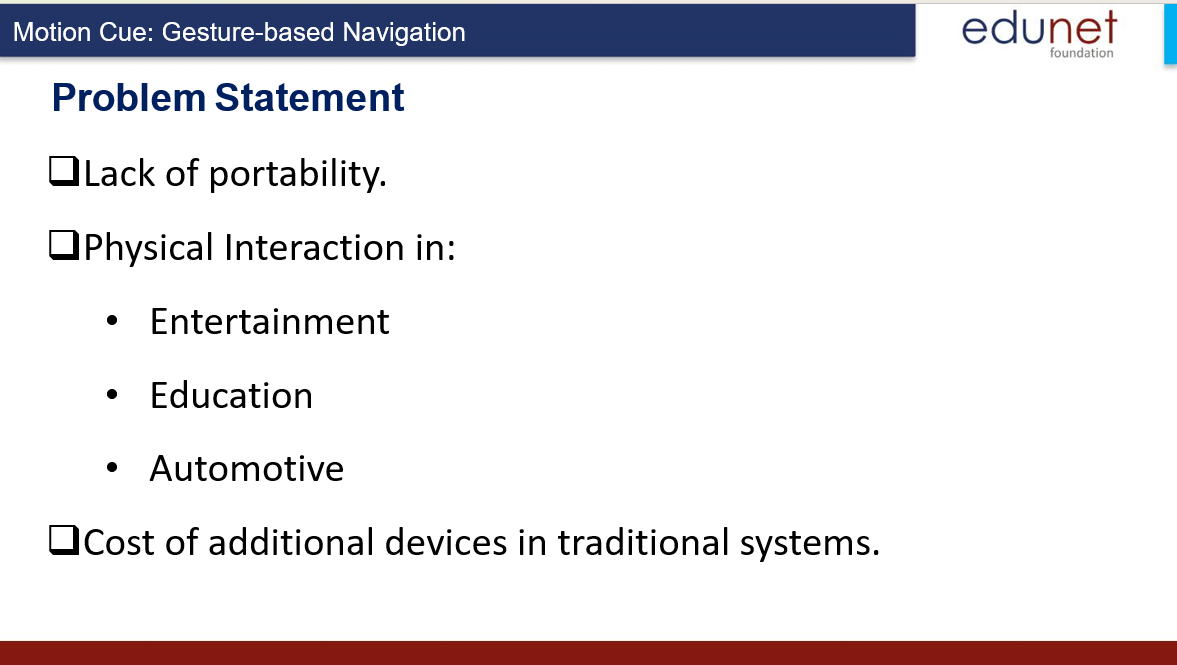 Motion Cue: Gesture-based Navigation
edunet
foundation
Problem Statement
❑Lack of portability.
❑Physical Interaction in:
• Entertainment
• Education
• Automotive
❑Cost of additional devices in traditional systems.